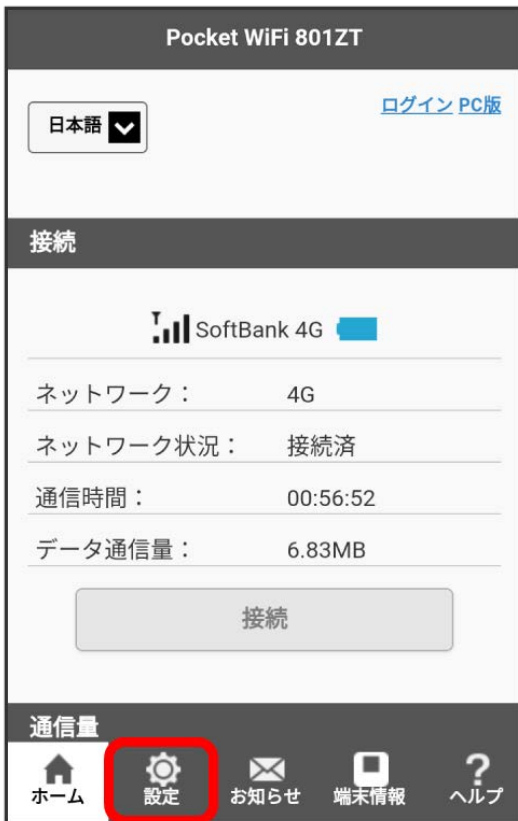 Pocket WiFi 801ZT
ログイン PC版
日本語
接続
SoftBank 4G
ネットワーク： 4G
ネットワーク状況： 接続済
通信時間： 00:56:52
データ通信量： 6.83MB
接続
通信量
ホーム 設定 お知らせ 端末情報 ヘルプ